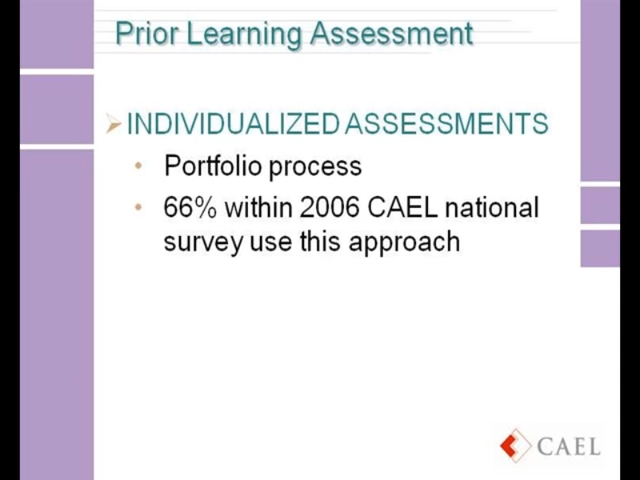 Prior Learning Assessment
INDIVIDUALIZED ASSESSMENTS
• Portfolio process
• 66% within 2006 CAEL national
survey use this approach
CAEL